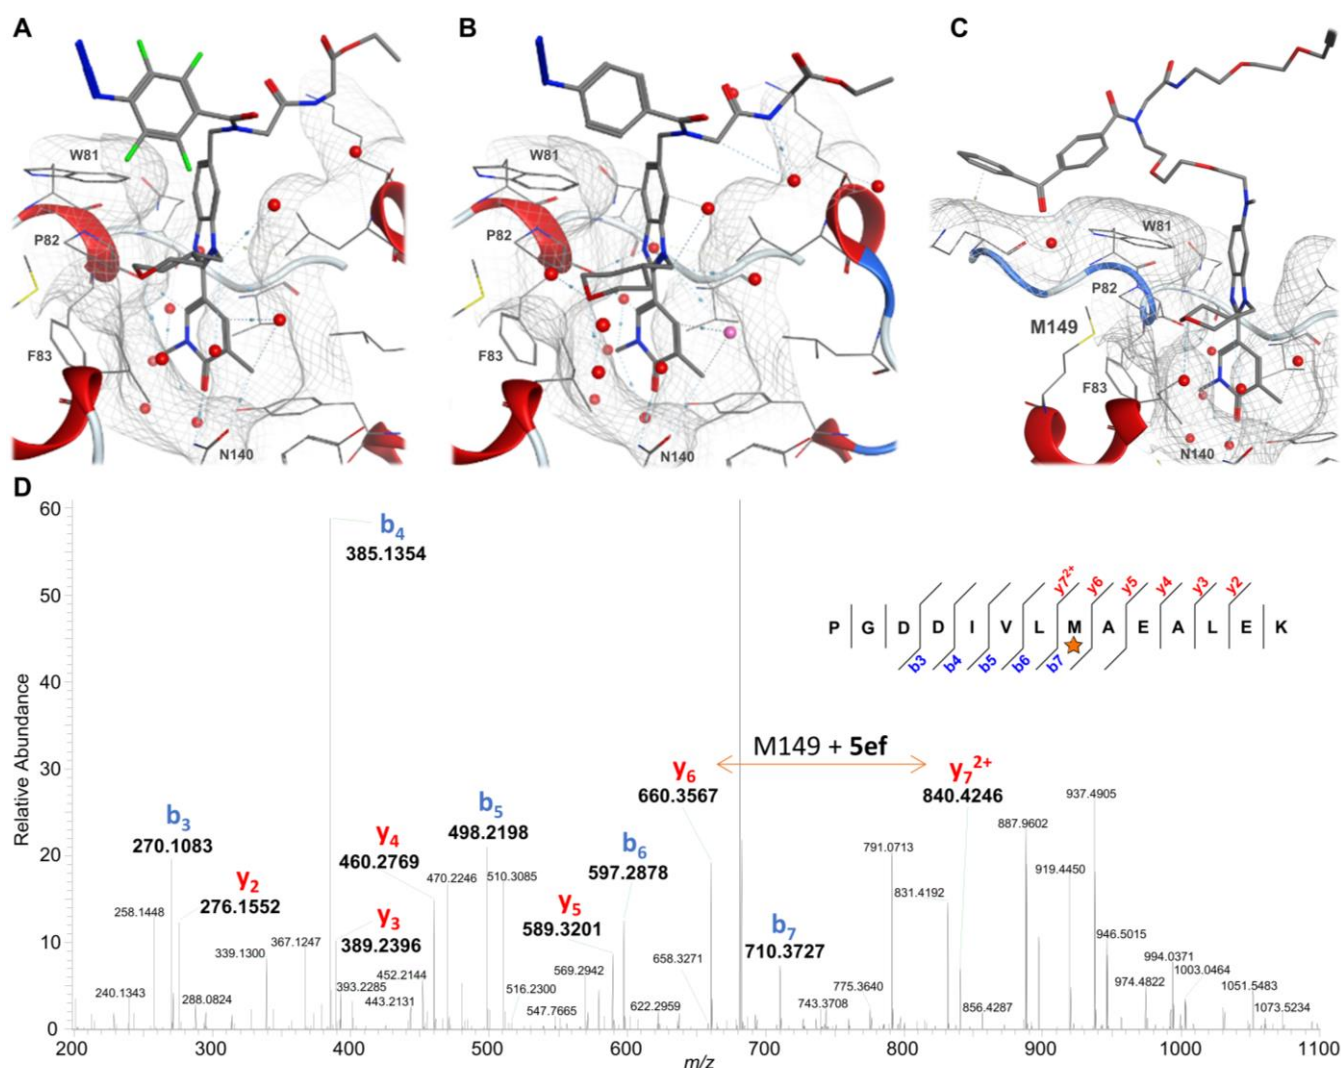 A
B
C
W81
P82
F83
N140
W81
P82
F83
N140
W81
P82
M149
F83
N140
D
60
50
40
30
20
10
0
Relative Abundance
200
300
400
500
600
700
800
900
1000
1100
m/z
b4
385.1354
y7 2+
y6
y5
y4
y3
y2
P G D D I V L M A E A L E K
b3
b4
b5
b6
b7
M149 + 5ef
b3
270.1083
y2
276.1552
y4
460.2769
y3
389.2396
b5
498.2198
y5
589.3201
b6
597.2878
y6
660.3567
b7
710.3727
y7 2+
840.4246
258.1448
240.1343
288.0824
339.1300
367.1247
393.2285
443.2131
452.2144
470.2246
510.3085
516.2300
547.7665
569.2942
622.2959
658.3271
743.3708
775.3640
791.0713
831.4192
856.4287
887.9602
919.4450
937.4905
946.5015
974.4822
994.0371
1003.0464
1051.5483
1073.5234